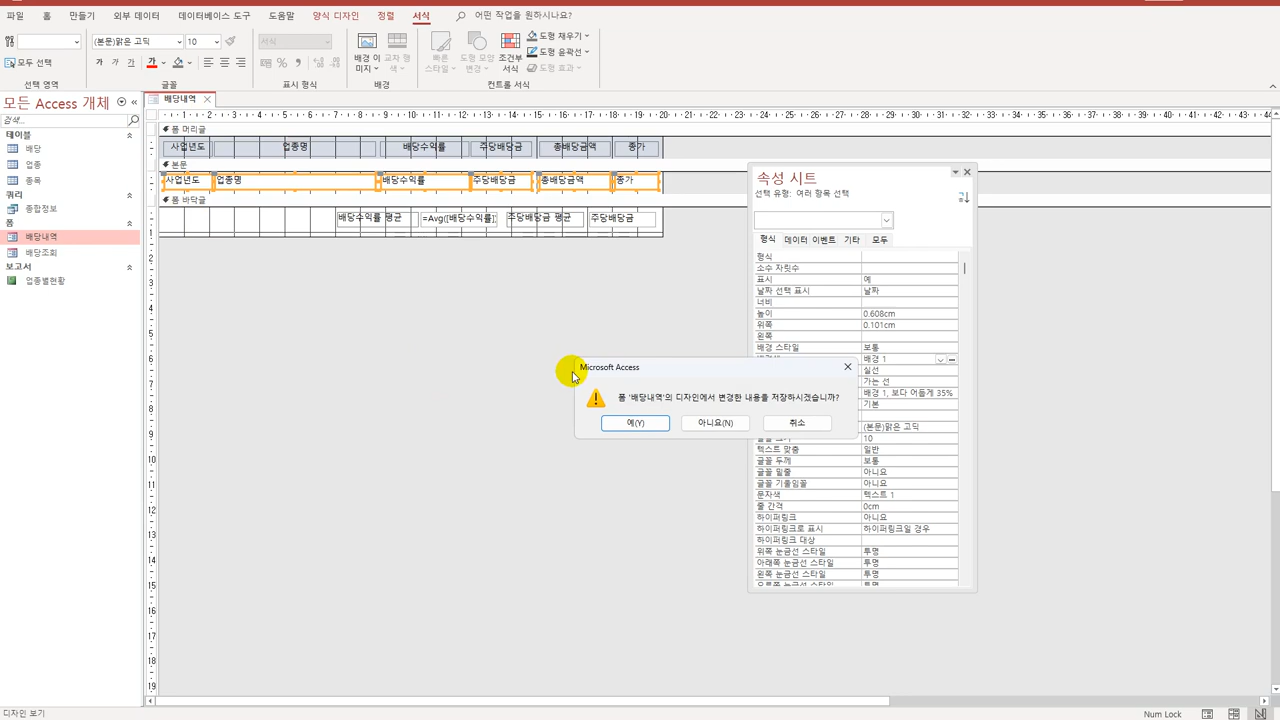 파일 홈 만들기 외부 데이터 데이터베이스 도구 도움말 양식 디자인 정렬 서식 어떤 작업을 원하시나요?
(본문)맑은 고딕 10 서식 도형 채우기
모두 선택 가 가 가 가 배경 이미지 교차 행 색 빠른 스타일 도형 모양 변경 조건부 서식 도형 윤곽선
도형 효과
선택 영역 글꼴 표시 형식 배경 컨트롤 서식
모든 Access 개체
검색...
테이블
배당
업종
종목
쿼리
종합정보
폼
배당내역
배당조회
보고서
업종별현황
배당내역
폼 머리글
사업년도 업종명 배당수익률 주당배당금 총배당금액 종가
본문
사업년도 업종명 배당수익률 주당배당금 총배당금액 종가
폼 바닥글
배당수익률 평균 =Avg([배당수익률]) 주당배당금 평균 주당배당금
속성 시트
선택 유형: 여러 항목 선택
형식 데이터 이벤트 기타 모두
형식
소수 자릿수
표시 예
날짜 선택 표시 날짜
너비
높이 0.608cm
위쪽 0.101cm
왼쪽
배경 스타일 보통
배경 1
실선
가는 선
배경 1, 보다 어둡게 35%
기본
(본문)맑은 고딕
10
텍스트 맞춤 일반
글꼴 두께 보통
글꼴 밑줄 아니요
글꼴 기울임꼴 아니요
문자색 텍스트 1
줄 간격 0cm
하이퍼링크 아니요
하이퍼링크로 표시 하이퍼링크일 경우
하이퍼링크 대상
위쪽 눈금선 스타일 투명
아래쪽 눈금선 스타일 투명
왼쪽 눈금선 스타일 투명
오른쪽 눈금선 스타일 투명
Microsoft Access
폼 '배당내역'의 디자인에서 변경한 내용을 저장하시겠습니까?
예(Y) 아니요(N) 취소
디자인 보기 Num Lock